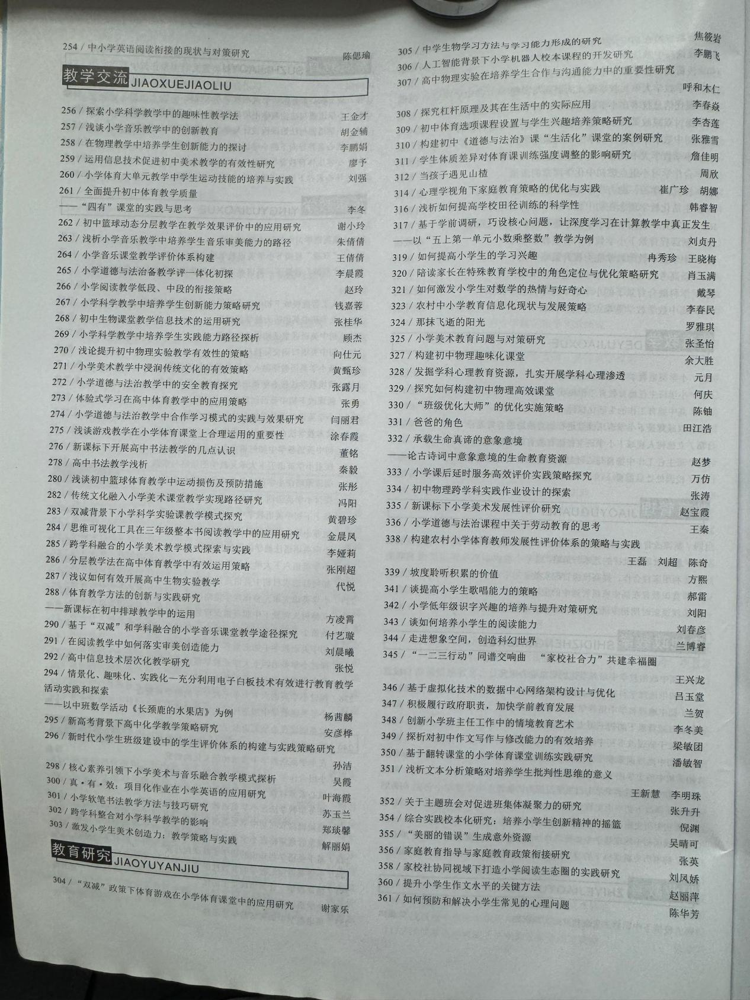 254 / 中小学英语阅读衔接的现状与对策研究 陈偲瑜
教学交流 JIAOXUEJIAOLIU
256 / 探索小学科学教学中的趣味性教学法 王金才
257 / 浅谈小学音乐教学中的创新教育 胡金辅
258 / 在物理教学中培养学生创新能力的探讨 李鹏娟
259 / 运用信息技术促进初中美术教学的有效性研究 廖予
260 / 小学体育大单元教学中学生运动技能的培养与实践 刘强
261 / 全面提升初中体育教学质量
——“四有”课堂的实践与思考 李冬
262 / 初中篮球动态分层教学在教学效果评价中的应用研究 谢小玲
263 / 浅析小学音乐教学中培养学生音乐审美能力的路径 朱倩倩
264 / 小学音乐课堂教学评价体系构建 王倩倩
265 / 小学道德与法治备教学评一体化初探 李晨霞
266 / 小学阅读教学低段、中段的衔接策略 赵玲
267 / 小学科学教学中培养学生创新能力策略研究 钱嘉蓉
268 / 初中生物课堂教学信息技术的运用研究 张桂华
269 / 小学科学教学中培养学生实践能力路径探析 顾杰
270 / 浅论提升初中物理实验教学有效性的策略 向仕元
271 / 小学美术教学中浸润传统文化的有效策略 黄甄珍
272 / 小学道德与法治教学中的安全教育探究 张露月
273 / 体验式学习在高中体育教学中的应用策略 张勇
274 / 小学道德与法治教学中合作学习模式的实践与效果研究 闫丽君
275 / 浅谈游戏教学在小学体育课堂上合理运用的重要性 涂春霞
276 / 新课标下开展高中书法教学的几点认识 董铭
278 / 高中书法教学浅析 秦毅
280 / 浅谈初中篮球体育教学中运动损伤及预防措施 张彤
282 / 传统文化融入小学美术课堂教学实现路径研究 冯阳
283 / 双减背景下小学科学实验课教学模式探究 黄碧珍
284 / 思维可视化工具在三年级整本书阅读教学中的应用研究 金晨凤
285 / 跨学科融合的小学美术教学模式探索与实践 李娅莉
286 / 分层教学法在高中体育教学中有效运用策略 张刚超
287 / 浅议如何有效开展高中生物实验教学 代悦
288 / 体育教学方法的创新与实践研究
——新课标在初中排球教学中的运用 方凌霄
290 / 基于“双减”和学科融合的小学音乐课堂教学途径探究 付艺璇
291 / 在阅读教学中如何落实审美创造能力 刘晨曦
292 / 高中信息技术层次化教学研究 张悦
294 / 情景化、趣味化、实践化—充分利用电子白板技术有效进行教育教学
活动实践和探索
——以中班数学活动《长颈鹿的水果店》为例 杨茜麟
295 / 新高考背景下高中化学教学策略研究 安彦桦
296 / 新时代小学生班级建设中的学生评价体系的构建与实践策略研究
孙洁
298 / 核心素养引领下小学美术与音乐融合教学模式探析 吴霞
300 / 真·有·效：项目化作业在小学英语的应用研究 叶海霞
301 / 小学软笔书法教学方法与技巧研究 苏玉兰
302 / 跨学科整合对小学科学教学的影响 郑琰馨
303 / 激发小学生美术创造力：教学策略与实践 解丽娟
教育研究 JIAOYUYANJIU
304 / “双减”政策下体育游戏在小学体育课堂中的应用研究 谢家乐
305 / 中学生物学习方法与学习能力形成的研究 焦筱岩
306 / 人工智能背景下小学机器人校本课程的开发研究 李鹏飞
307 / 高中物理实验在培养学生合作与沟通能力中的重要性研究
呼和木仁
308 / 探究杠杆原理及其在生活中的实际应用 李春焱
309 / 初中体育选项课程设置与学生兴趣培养策略研究 李杏莲
310 / 构建初中《道德与法治》课“生活化”课堂的案例研究 张雅雪
311 / 学生体质差异对体育课训练强度调整的影响研究 詹佳明
312 / 当孩子遇见山楂 周欣
314 / 心理学视角下家庭教育策略的优化与实践 崔广珍 胡娜
316 / 浅析如何提高学校田径训练的科学性 韩睿智
317 / 基于学前调研，巧设核心问题，让深度学习在计算教学中真正发生
——以“五上第一单元小数乘整数”教学为例 刘贞丹
319 / 如何提高小学生的学习兴趣 冉秀珍 王晓梅
320 / 陪读家长在特殊教育学校中的角色定位与优化策略研究 肖玉满
321 / 如何激发小学生对数学的热情与好奇心 戴琴
323 / 农村中小学教育信息化现状与发展策略 李春民
324 / 那抹飞逝的阳光 罗雅琪
325 / 小学美术教育问题与对策研究 张圣怡
327 / 构建初中物理趣味化课堂 余大胜
328 / 发掘学科心理教育资源，扎实开展学科心理渗透 元月
329 / 探究如何构建初中物理高效课堂 何庆
330 / “班级优化大师”的优化实施策略 陈铀
331 / 爸爸的角色 田江浩
332 / 承载生命真谛的意象意境
——论古诗词中意象意境的生命教育资源 赵梦
333 / 小学课后延时服务高效评价实践策略探究 万仿
334 / 初中物理跨学科实践作业设计的探索 张涛
335 / 新课标下小学美术发展性评价研究 赵宝霞
336 / 小学道德与法治课程中关于劳动教育的思考 王秦
338 / 构建农村小学体育教师发展性评价体系的策略与实践
王磊 刘超 陈奇
339 / 坡度聆听积累的价值 方熙
341 / 谈提高小学生歌唱能力的策略 郝雷
342 / 小学低年级识字兴趣的培养与提升对策研究 刘阳
343 / 谈如何培养小学生的阅读能力 刘春彦
344 / 走进想象空间，创造科幻世界 兰博睿
345 / “一二三行动”同谱交响曲 “家校社合力”共建幸福圈
王兴龙
346 / 基于虚拟化技术的数据中心网络架构设计与优化 吕玉堂
347 / 积极履行政府职责，加快学前教育发展 兰贺
348 / 创新小学班主任工作中的情境教育艺术 李冬美
349 / 探析对初中作文写作与修改能力的有效培养 梁敏团
350 / 基于翻转课堂的小学体育课堂训练实践研究 潘敏智
351 / 浅析文本分析策略对培养学生批判性思维的意义
王新慧 李明珠
352 / 关于主题班会对促进班集体凝聚力的研究 张升升
354 / 综合实践校本化研究：培养小学生创新精神的摇篮 倪渊
355 / “美丽的错误”生成意外资源 吴晴可
356 / 家庭教育指导与家庭教育政策衔接研究 张英
358 / 家校社协同视域下打造小学阅读生态圈的实践研究 刘凤娇
360 / 提升小学生作文水平的关键方法 赵丽萍
361 / 如何预防和解决小学生常见的心理问题 陈华芳